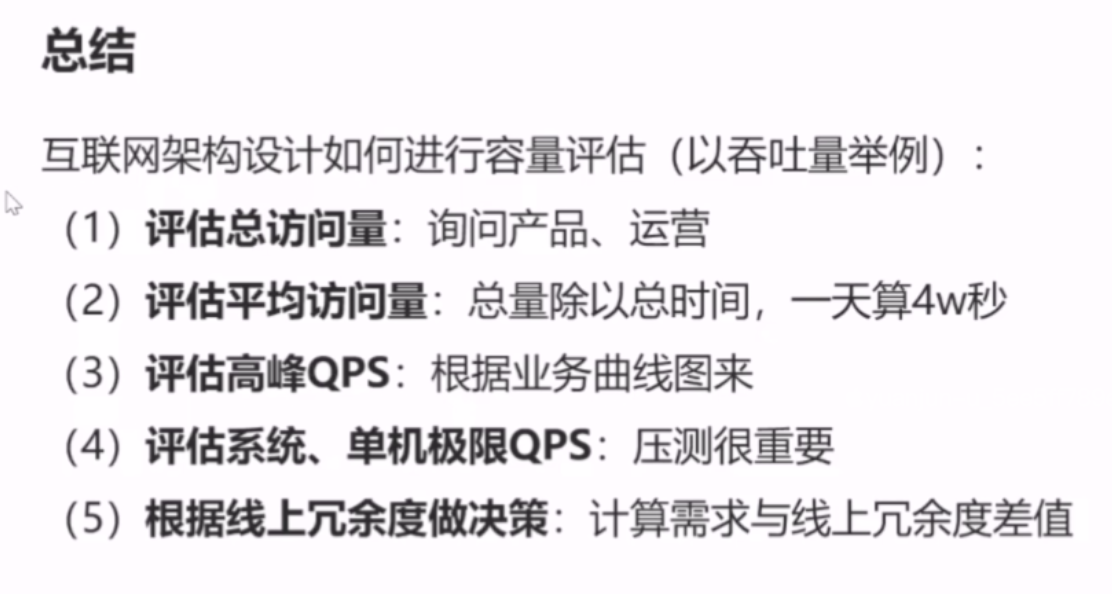 总结
互联网架构设计如何进行容量评估（以吞吐量举例）：
（1）评估总访问量：询问产品、运营
（2）评估平均访问量：总量除以总时间，一天算4w秒
（3）评估高峰QPS：根据业务曲线图来
（4）评估系统、单机极限QPS：压测很重要
（5）根据线上冗余度做决策：计算需求与线上冗余度差值